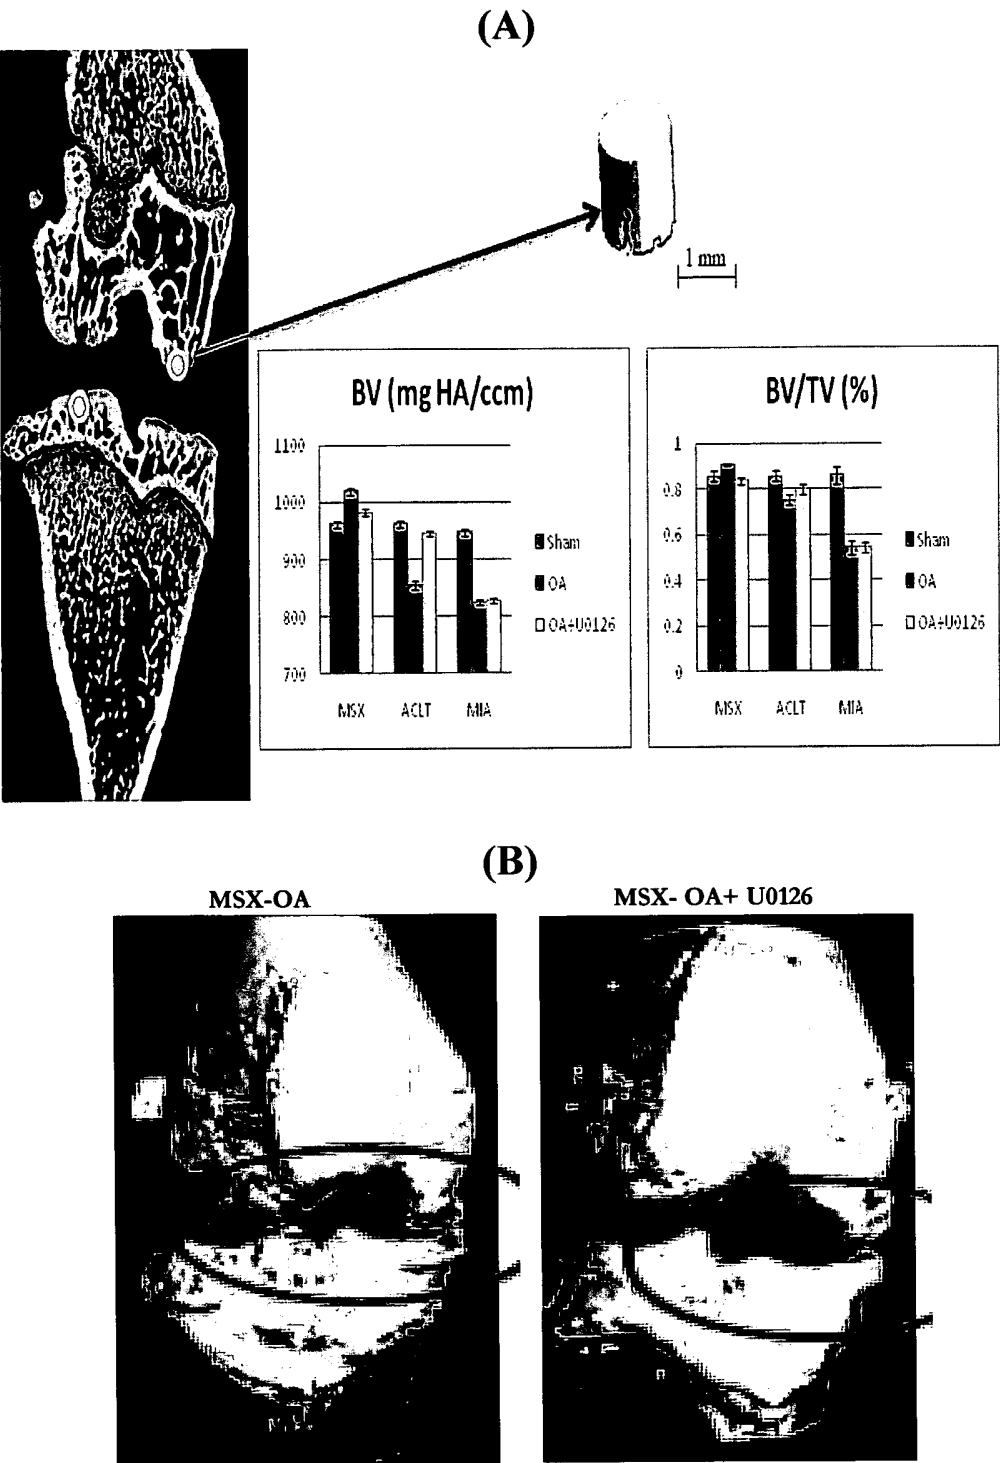 (A)
1 mm
BV (mg HA/ccm)
1100
1000
900
800
700
MSX ACLT MIA
Sham
OA
OA+U0126
BV/TV (%)
1
0.8
0.6
0.4
0.2
0
MSX ACLT MIA
Sham
OA
OA+U0126
(B)
MSX-OA
MSX- OA+ U0126